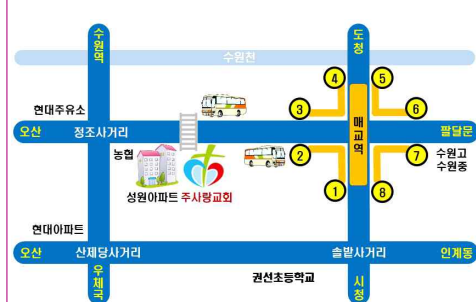 수원역
도청
수원천
4
5
3
6
현대주유소
오산
정조사거리
매교역
팔달문
농협
2
7
수원고
수원중
성원아파트
주사랑교회
1
8
현대아파트
오산
산제당사거리
솔밭사거리
인계동
우체국
권선초등학교
시청